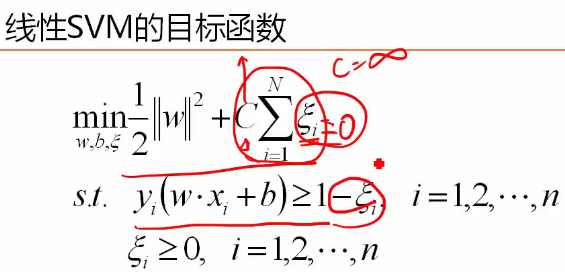 线性SVM的目标函数
C=∞
min_{w,b,ξ} 1/2 ‖w‖² + C ∑_{i=1}^{N} ξ_i =0
s.t. y_i(w·x_i+b)≥1-ξ_i, i=1,2,⋯,n
ξ_i≥0, i=1,2,⋯,n